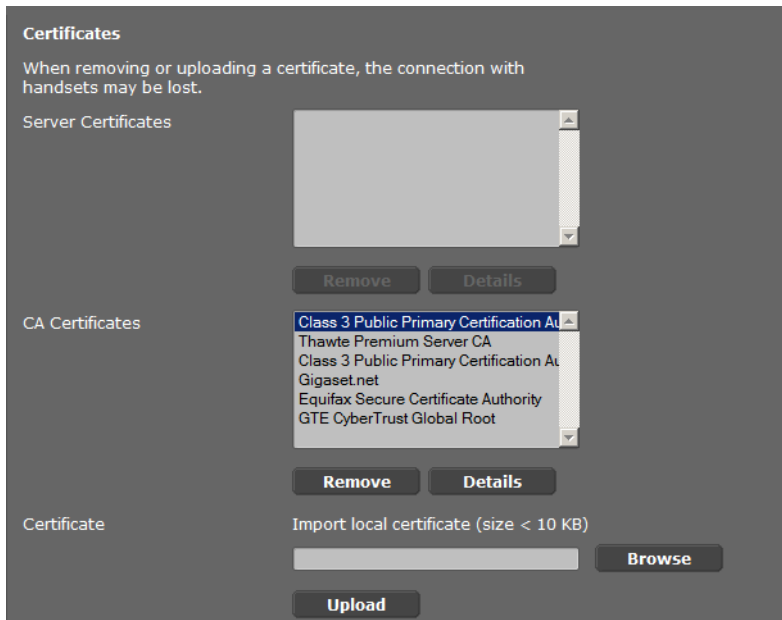 Certificates
When removing or uploading a certificate, the connection with
handsets may be lost.
Server Certificates
Remove Details
CA Certificates
Class 3 Public Primary Certification Au
Thawte Premium Server CA
Class 3 Public Primary Certification Au
Gigaset.net
Equifax Secure Certificate Authority
GTE CyberTrust Global Root
Remove Details
Certificate Import local certificate (size < 10 KB)
Browse
Upload